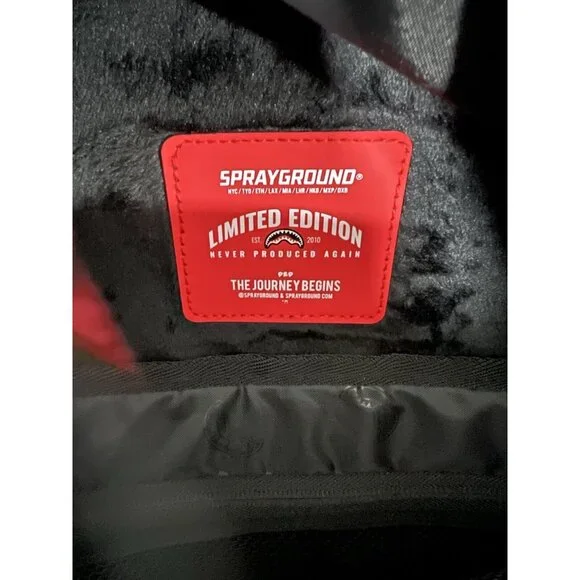 SPRAYGROUND®
NYC / TYO / ETH / LAX / MIA / LHR / HKG / MXP / DXB
LIMITED EDITION
EST. 2010
NEVER PRODUCED AGAIN
THE JOURNEY BEGINS
@SPRAYGROUND & SPRAYGROUND.COM